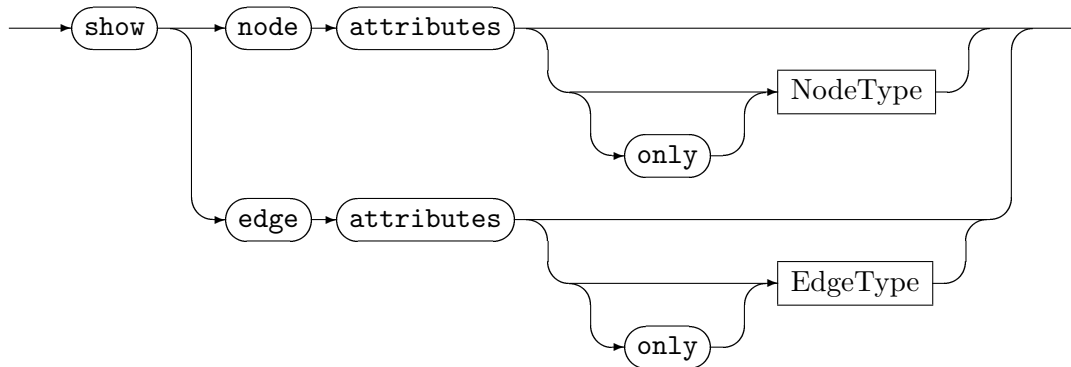 show node attributes
NodeType
only
edge attributes
EdgeType
only